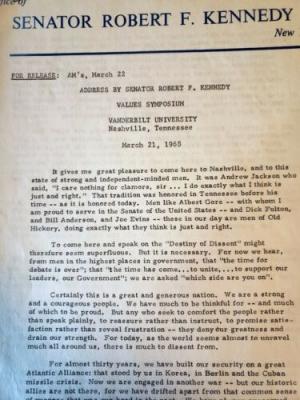 Office of
SENATOR ROBERT F. KENNEDY
New
FOR RELEASE: AM's, March 22
ADDRESS BY SENATOR ROBERT F. KENNEDY
VALUES SYMPOSIUM
VANDERBILT UNIVERSITY
Nashville, Tennessee
March 21, 1965
It gives me great pleasure to come here to Nashville, and to this
state of strong and independent-minded men. It was Andrew Jackson who
said, "I care nothing for clamors, sir ... I do exactly what I think is
just and right." That tradition was honored in Tennessee before his
time -- as it is honored today. Men like Albert Gore -- with whom I
am proud to serve in the Senate of the United States -- and Dick Fulton,
and Bill Anderson, and Joe Evins -- these in our day are men of Old
Hickory, doing exactly what they think is just and right.
To come here and speak on the "Destiny of Dissent" might
therefore seem superfluous. But it is necessary. For now we hear,
from men in the highest places in government, that "the time for
debate is over"; that "the time has come...to unite,....to support our
leaders, our Government"; we are asked "which side are you on".
Certainly this is a great and generous nation. We are a strong
and a courageous people. We have much to be thankful for -- and much
of which to be proud. But any who seek to comfort the people rather
than speak plainly, to reassure rather than instruct, to promise satis-
faction rather than reveal frustration -- they deny our greatness and
drain our strength. For today, as the world seems almost to unravel
much all around us, there is much to dissent from.
For almost thirty years, we have built our security on a great
Atlantic Alliance: that stood by us in Korea, in Berlin and the Cuban
missile crisis. Now we are engaged in another war -- but our historic
allies are not there, for we have drifted apart from that common sense